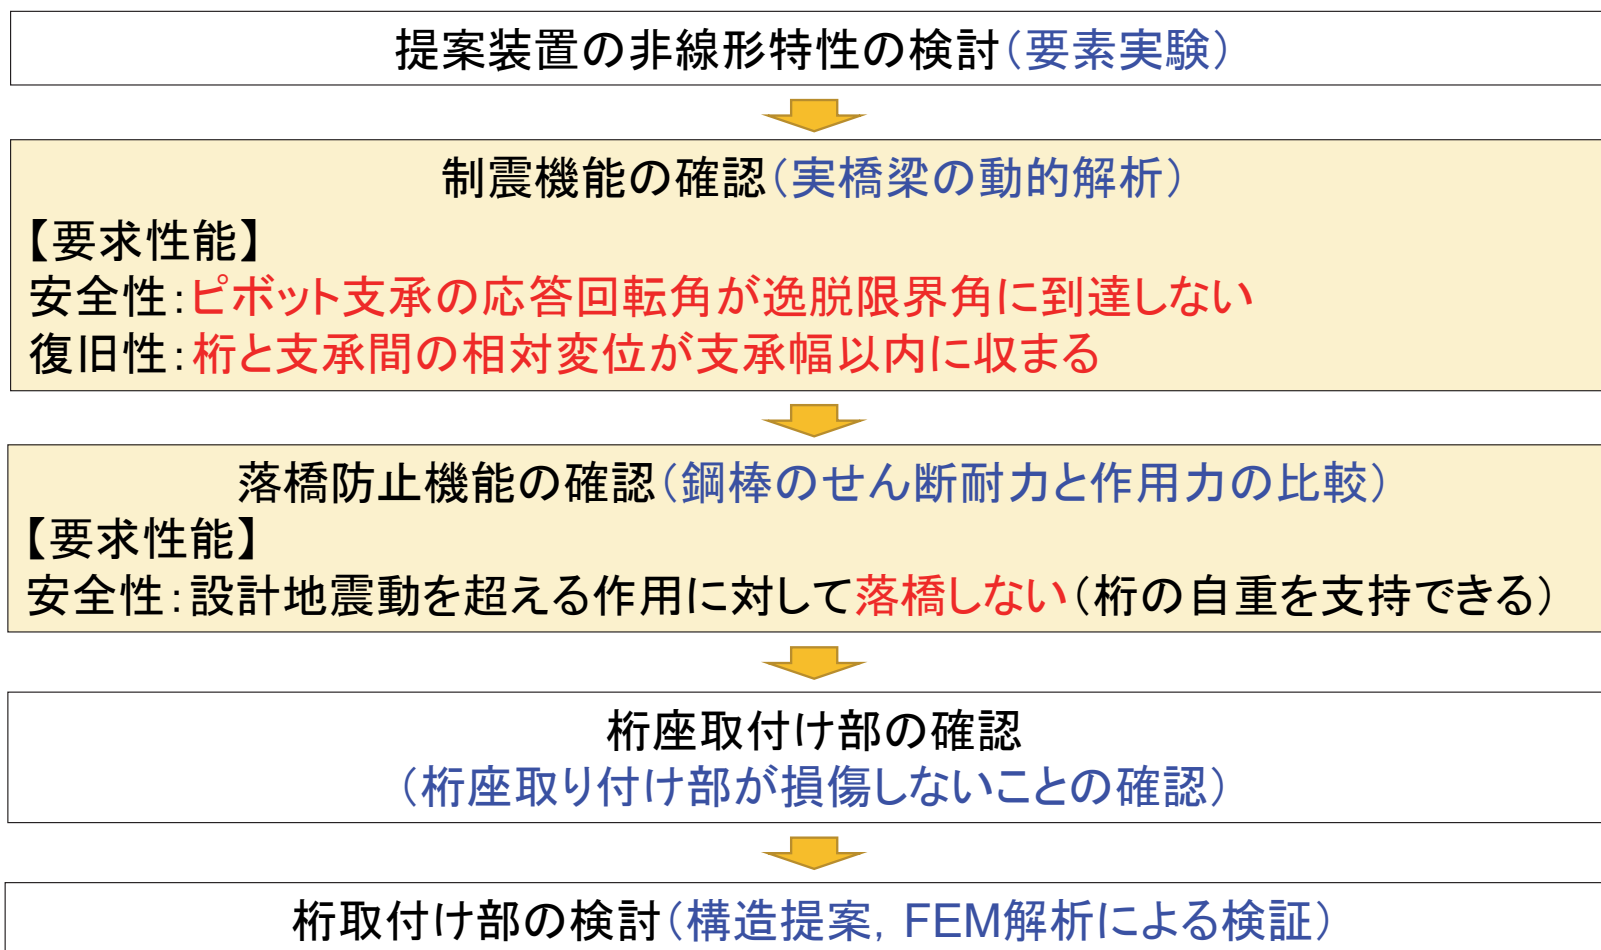 提案装置の非線形特性の検討（要素実験）
制震機能の確認（実橋梁の動的解析）
【要求性能】
安全性：ピボット支承の応答回転角が逸脱限界角に到達しない
復旧性：桁と支承間の相対変位が支承幅以内に収まる
落橋防止機能の確認（鋼棒のせん断耐力と作用力の比較）
【要求性能】
安全性：設計地震動を超える作用に対して落橋しない（桁の自重を支持できる）
桁座取付け部の確認
（桁座取り付け部が損傷しないことの確認）
桁取付け部の検討（構造提案，FEM解析による検証）